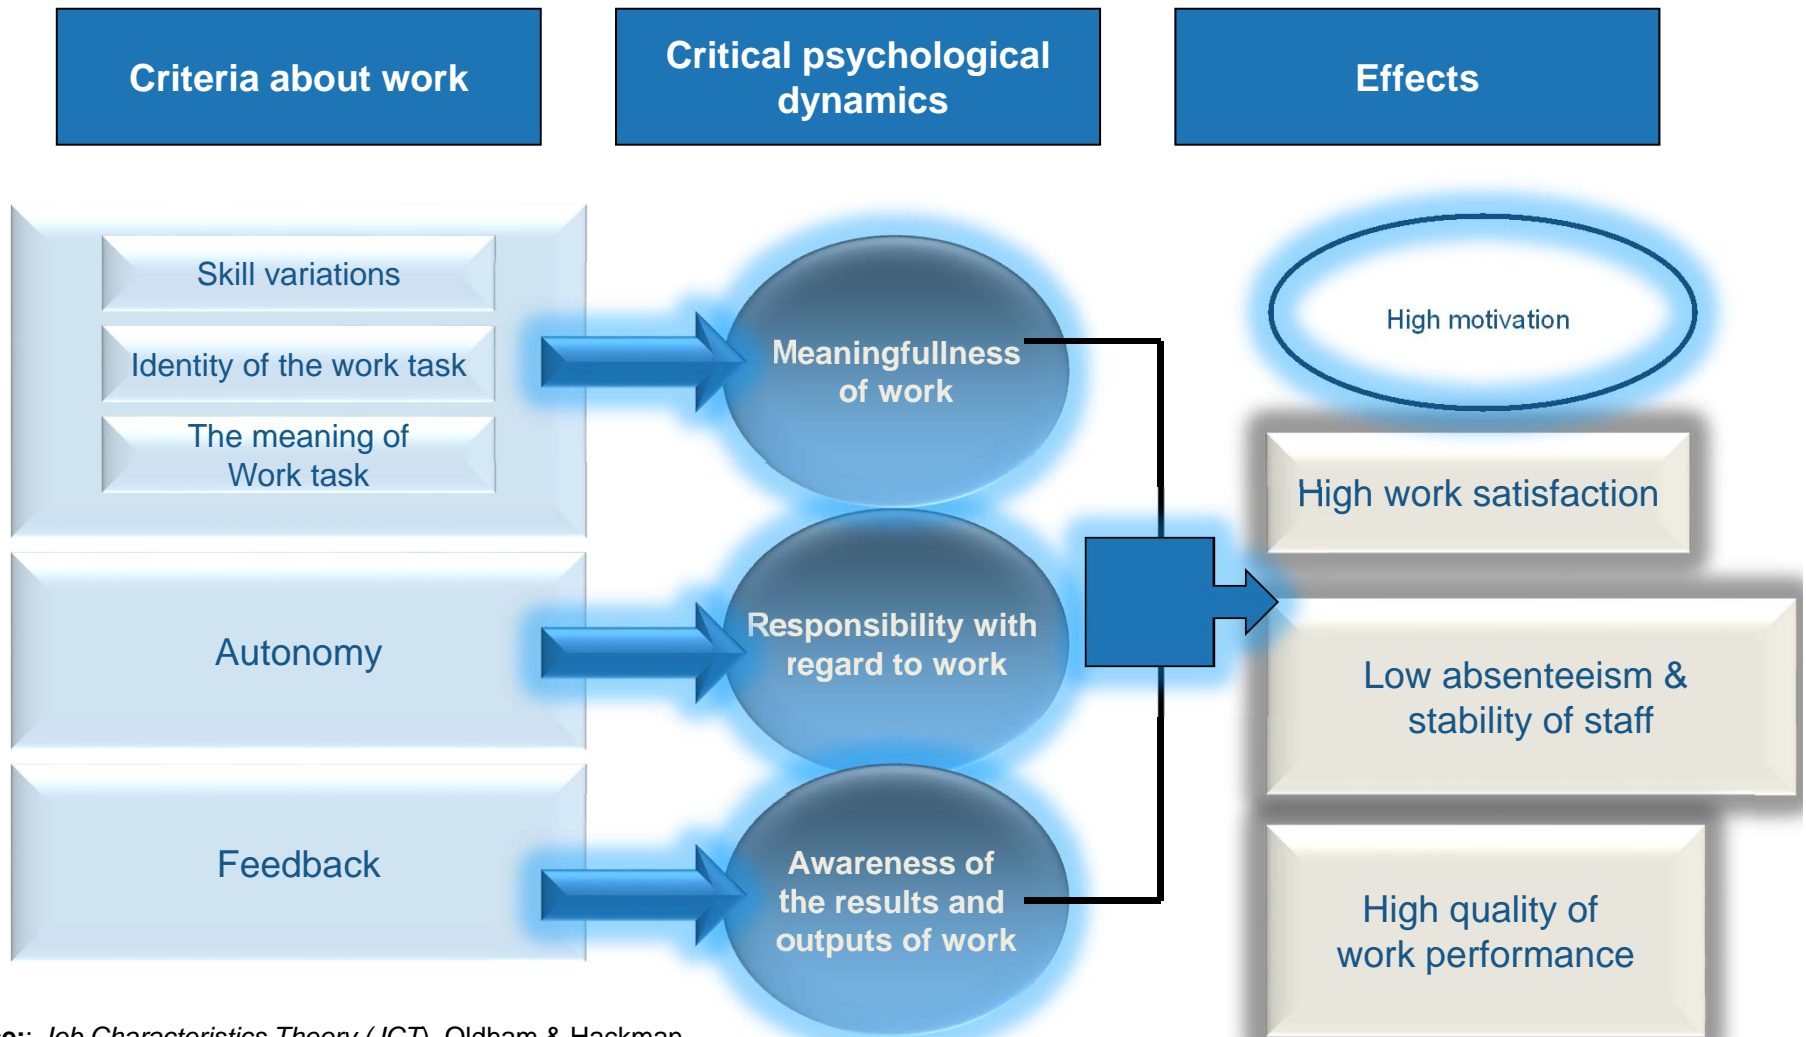 Criteria about work
Critical psychological
dynamics
Effects
Skill variations
Identity of the work task
The meaning of
Work task
Autonomy
Feedback
Meaningfullness
of work
Responsibility with
regard to work
Awareness of
the results and
outputs of work
High motivation
High work satisfaction
Low absenteeism &
stability of staff
High quality of
work performance
Job Characteristics Theory (JCT), Oldham & Hackman